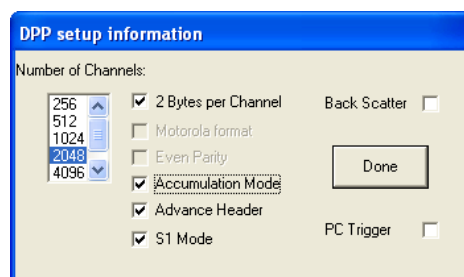 DPP setup information
Number of Channels:
256
512
1024
2048
4096
2 Bytes per Channel
Motorola format
Even Parity
Accumulation Mode
Advance Header
S1 Mode
Back Scatter
Done
PC Trigger